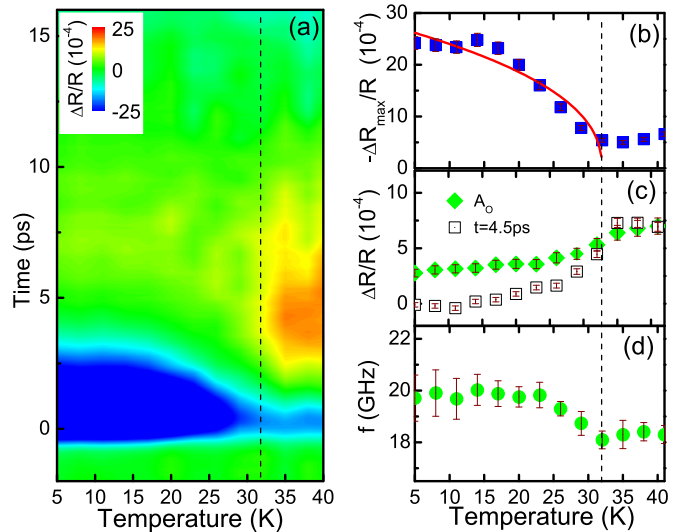 (a)
ΔR/R (10⁻⁴)
25
0
-25
Time (ps)
15
10
5
0
5 10 15 20 25 30 35 40
Temperature (K)
(b)
-ΔR_max/R (10⁻⁴)
30
20
10
0
(c)
A_O
t=4.5ps
ΔR/R (10⁻⁴)
10
5
0
(d)
f (GHz)
22
20
18
5 10 15 20 25 30 35 40
Temperature (K)